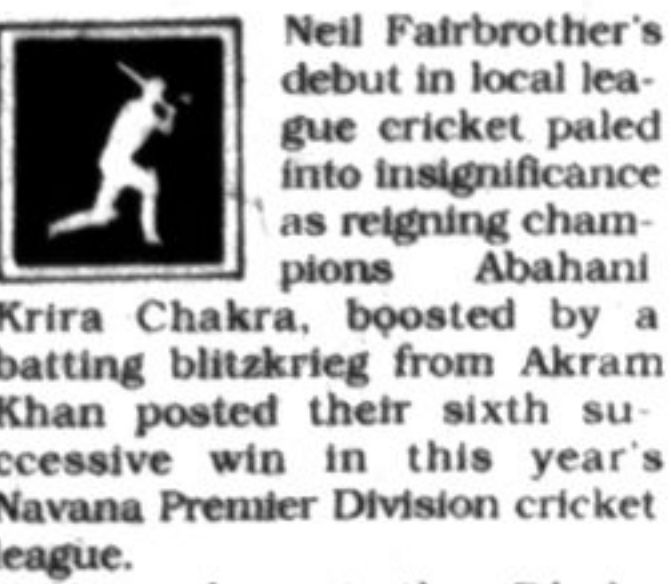 Neil Fairbrother's
debut in local lea-
gue cricket paled
into insignificance
as reigning cham-
pions Abahani
Krira Chakra, boosted by a
batting blitzkrieg from Akram
Khan posted their sixth su-
ccessive win in this year's
Navana Premier Division cricket
league.